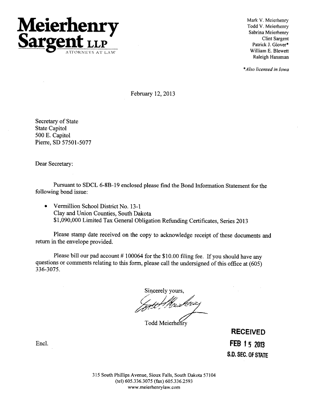 Meierhenry
Sargent LLP
ATTORNEYS AT LAW
Mark V. Meierhenry
Todd V. Meierhenry
Sabrina Meierhenry
Clint Sargent
Patrick J. Glover*
William E. Blewett
Raleigh Hansman
*Also licensed in Iowa
February 12, 2013
Secretary of State
State Capitol
500 E. Capitol
Pierre, SD 57501-5077
Dear Secretary:
Pursuant to SDCL 6-8B-19 enclosed please find the Bond Information Statement for the
following bond issue:
• Vermillion School District No. 13-1
Clay and Union Counties, South Dakota
$1,090,000 Limited Tax General Obligation Refunding Certificates, Series 2013
Please stamp date received on the copy to acknowledge receipt of these documents and
return in the envelope provided.
Please bill our pad account # 100064 for the $10.00 filing fee. If you should have any
questions or comments relating to this form, please call the undersigned of this office at (605)
336-3075.
Sincerely yours,
Todd Meierhenry
RECEIVED
FEB 15 2013
S.D. SEC. OF STATE
Encl.
315 South Phillips Avenue, Sioux Falls, South Dakota 57104
(tel) 605.336.3075 (fax) 605.336.2593
www.meierhenrylaw.com